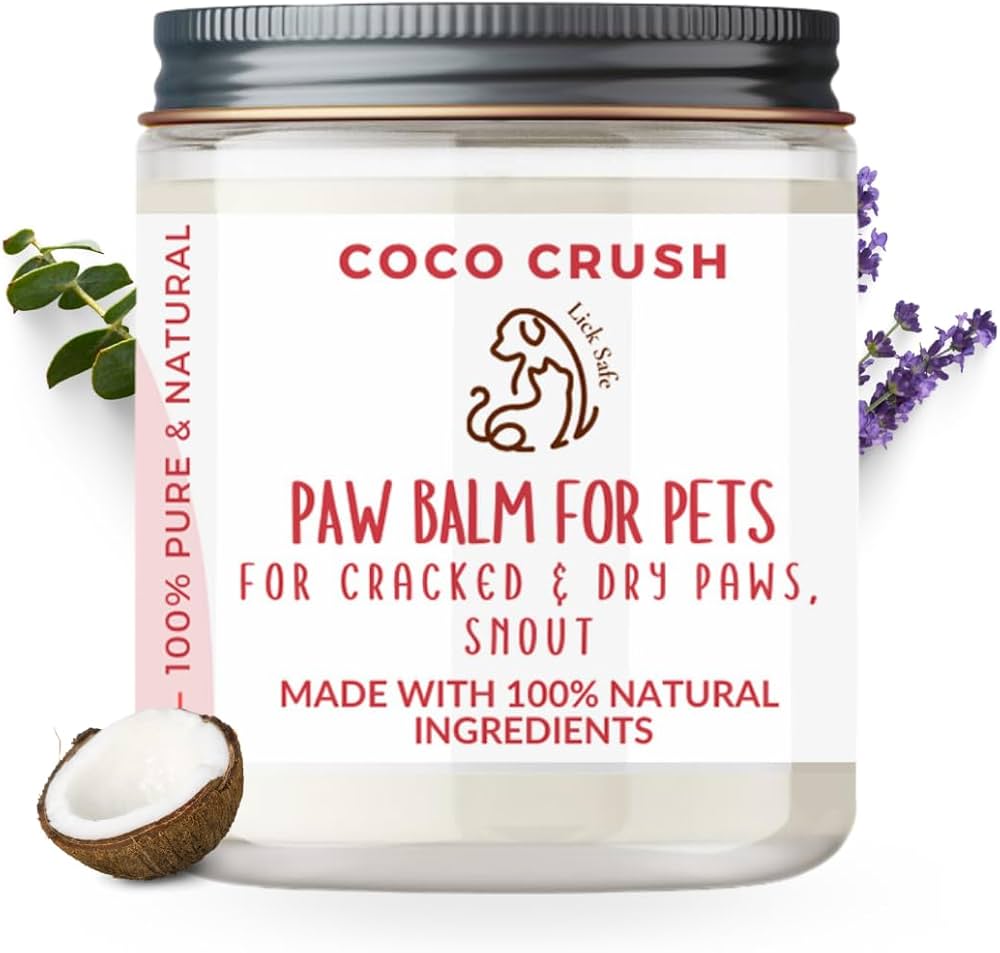 COCO CRUSH
Lick Safe
PAW BALM FOR PETS
FOR CRACKED & DRY PAWS,
SNOUT
MADE WITH 100% NATURAL
INGREDIENTS
100% PURE & NATURAL